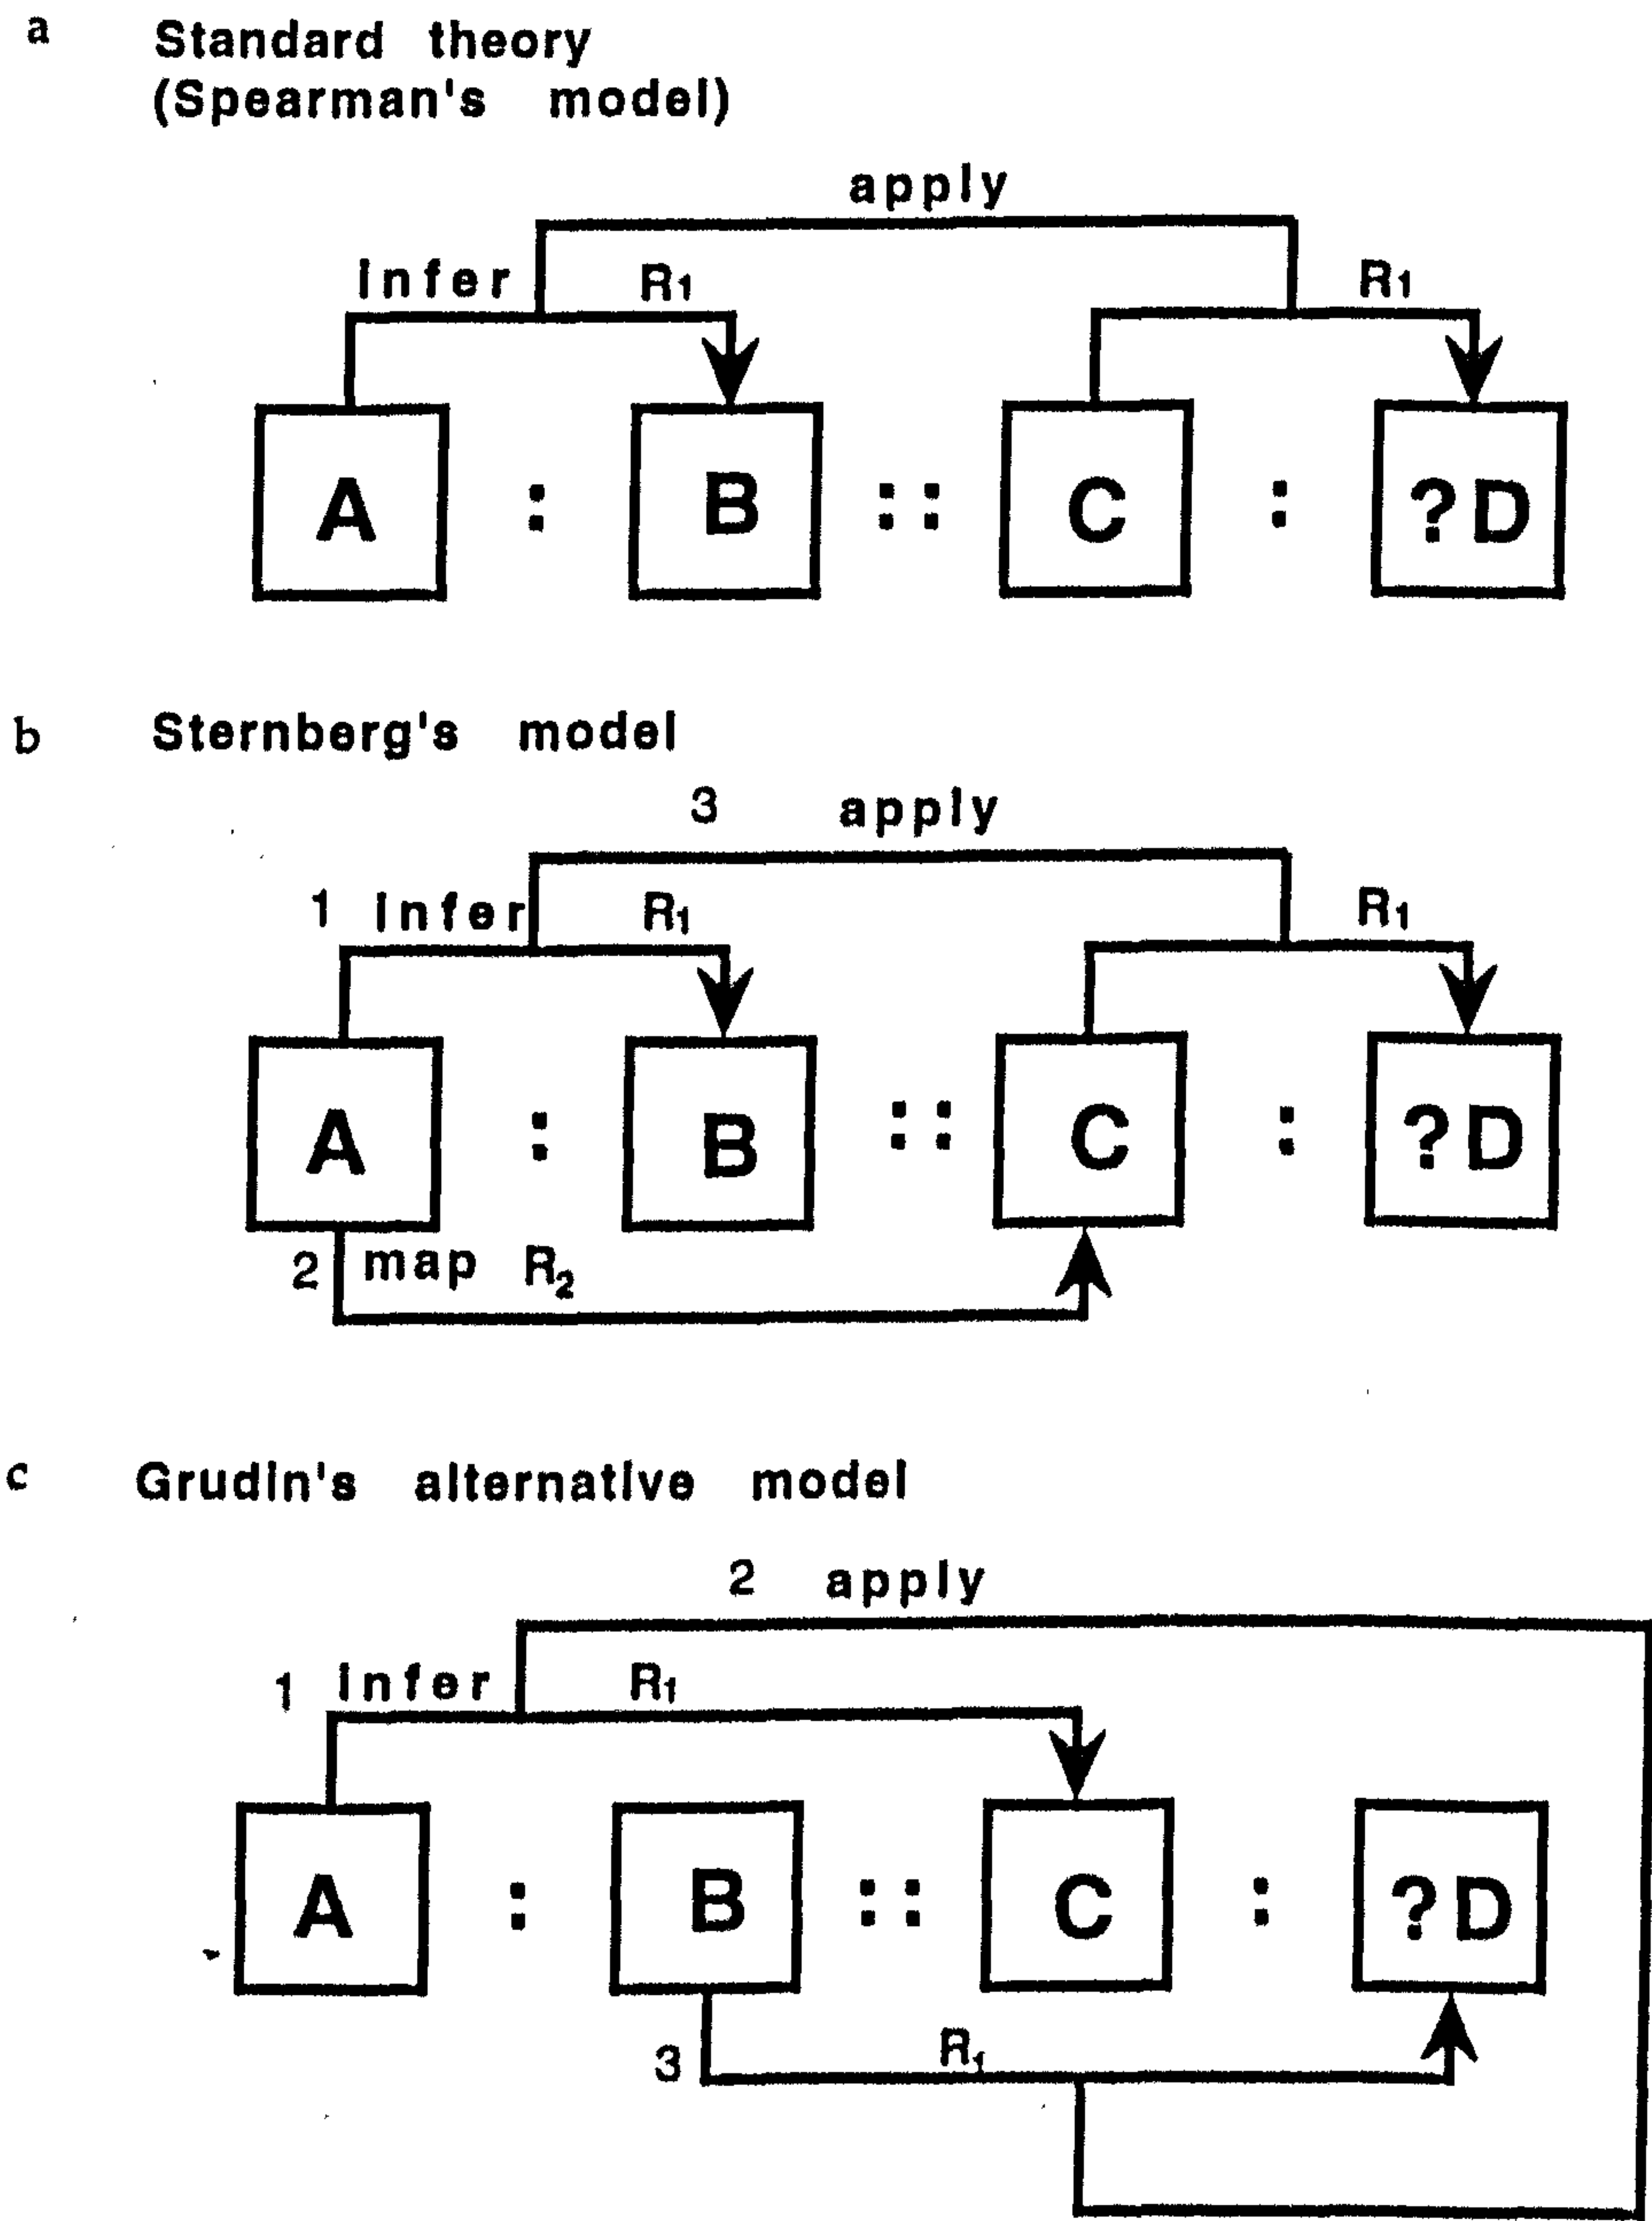 a Standard theory
(Spearman's model)
apply
infer R1 R1
A : B :: C : ?D
b Sternberg's model
3 apply
1 infer R1 R1
A : B :: C : ?D
2 map R2
c Grudin's alternative model
2 apply
1 infer R1
A : B :: C : ?D
3 R1